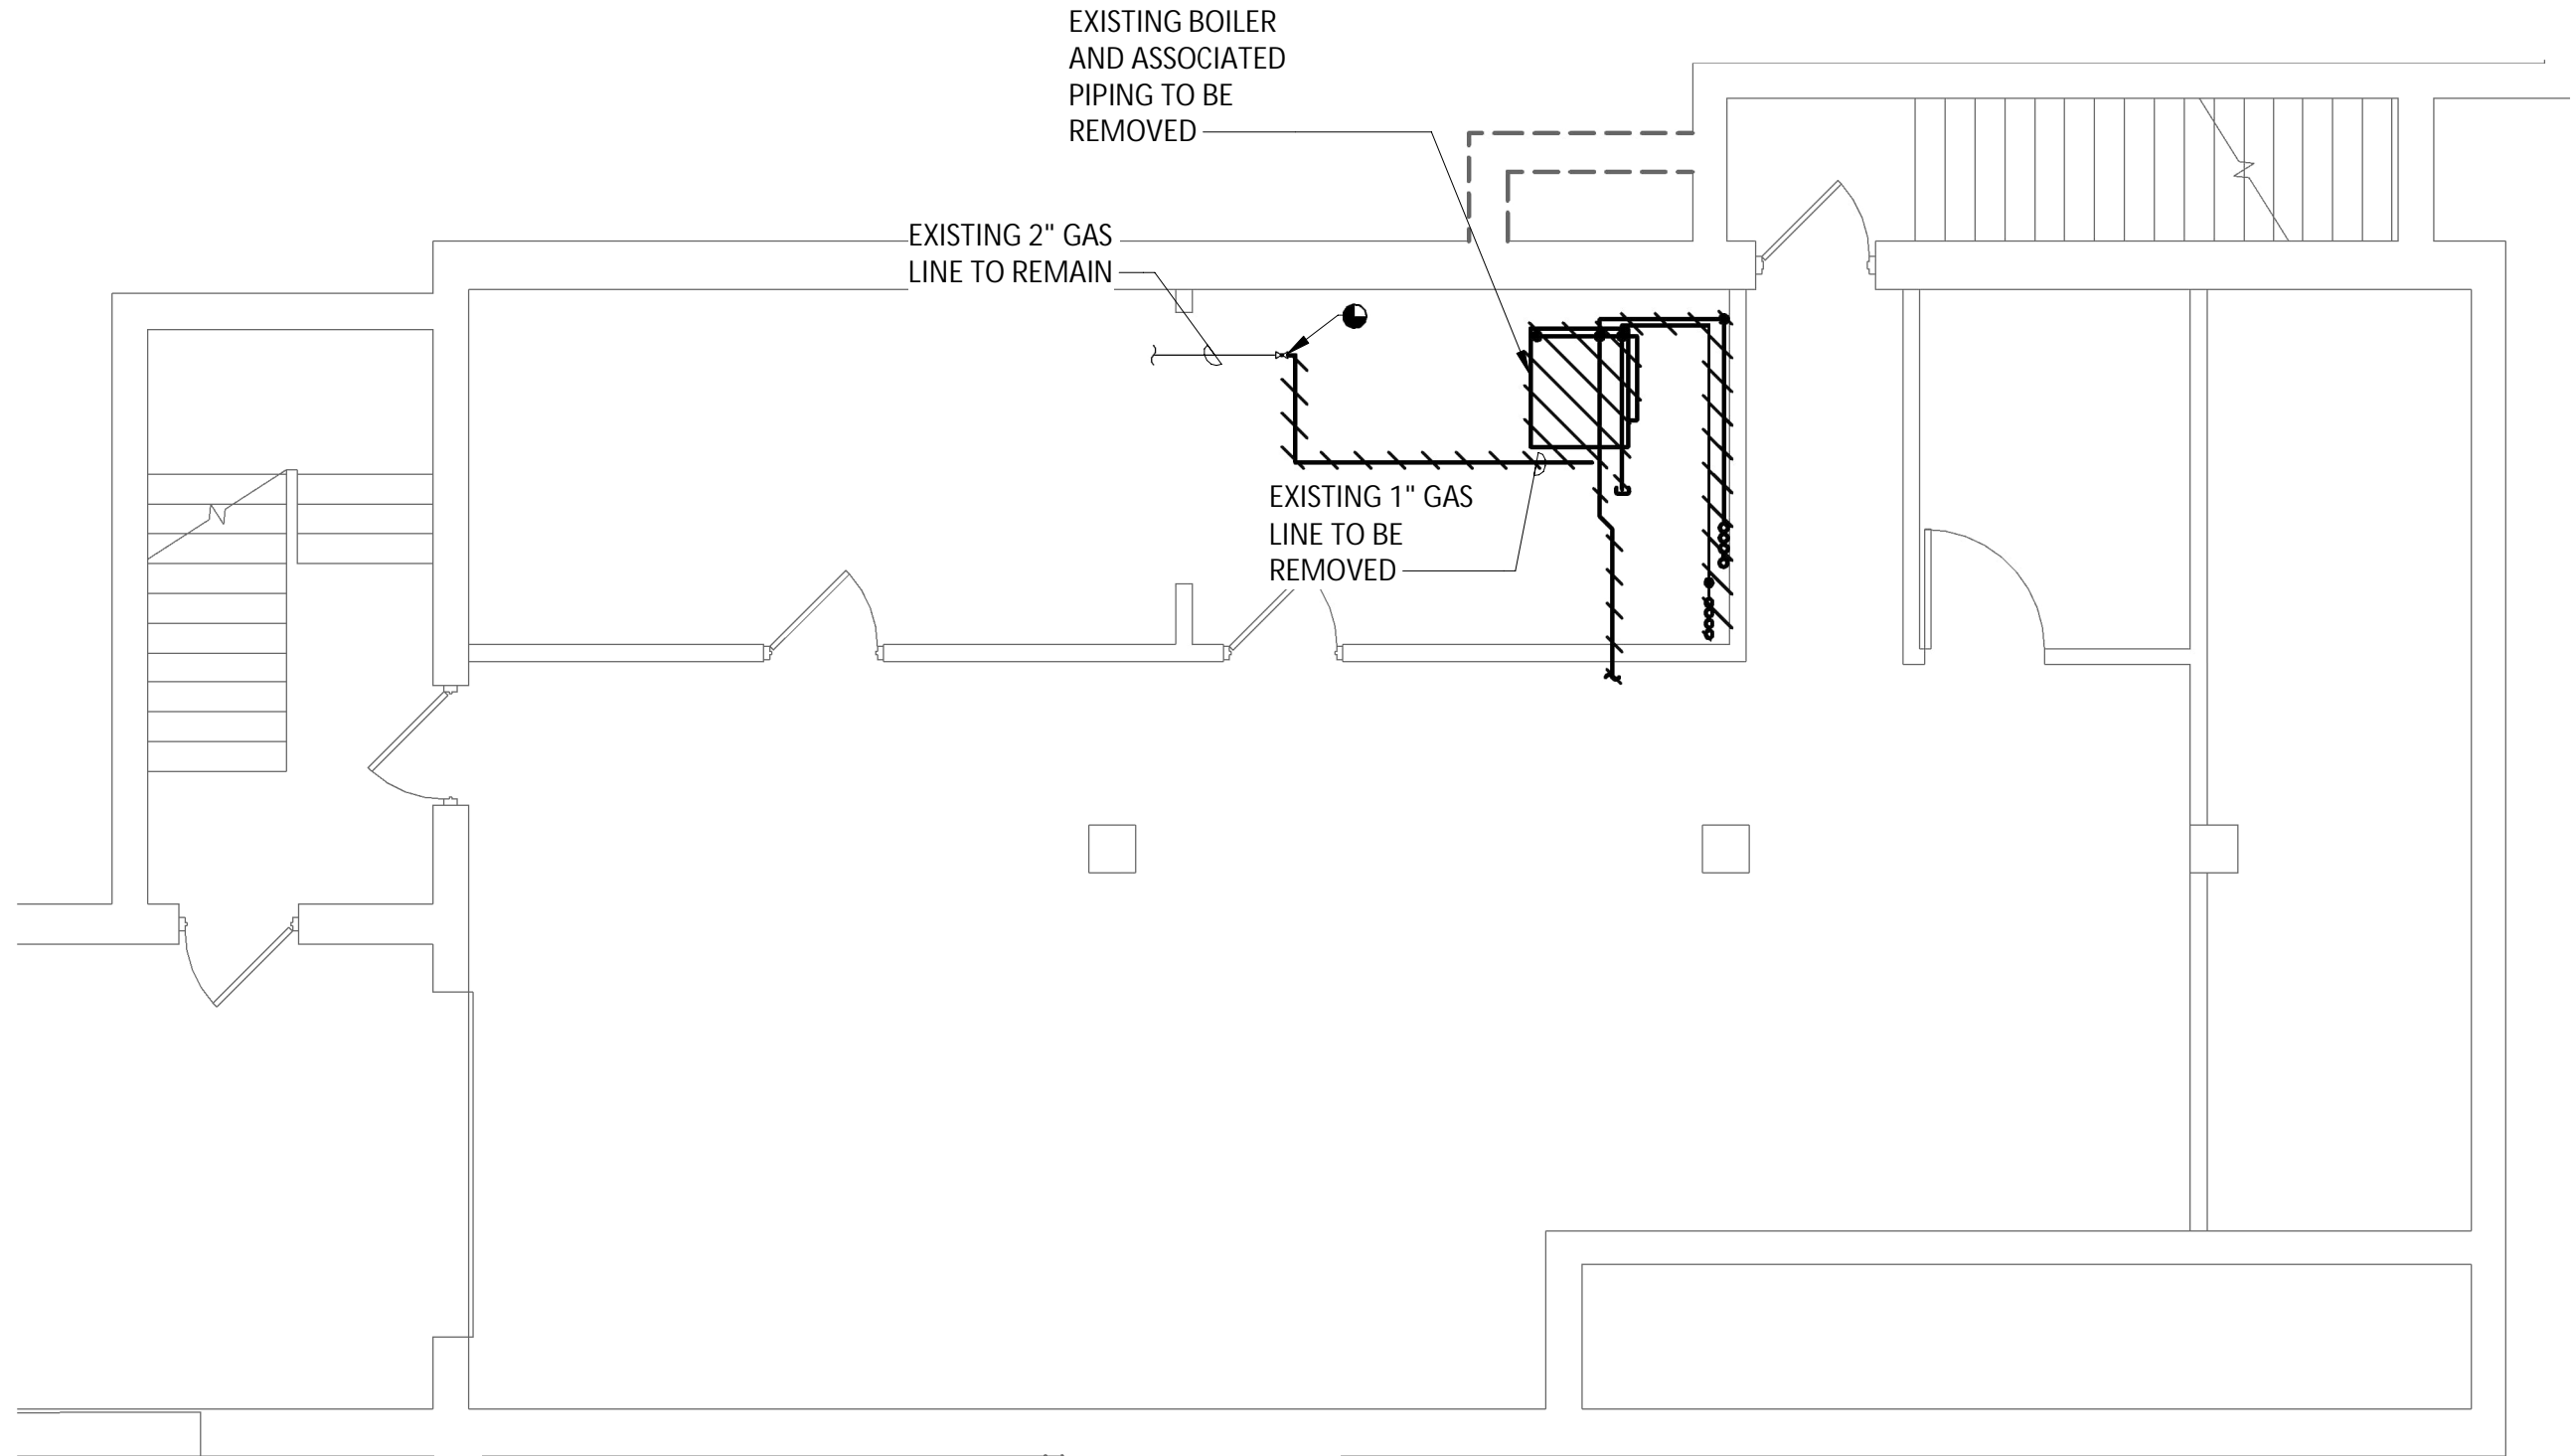 EXISTING BOILER
AND ASSOCIATED
PIPING TO BE
REMOVED
EXISTING 2" GAS
LINE TO REMAIN
EXISTING 1" GAS
LINE TO BE
REMOVED